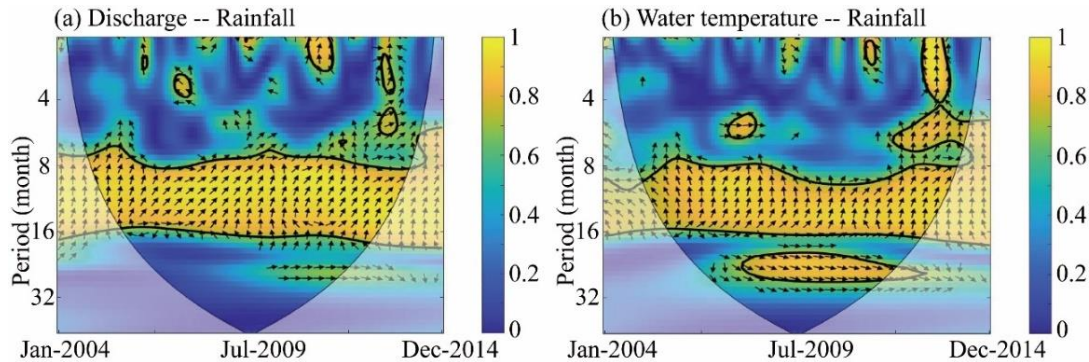 (a) Discharge -- Rainfall
Period (month)
4
8
16
32
Jan-2004
Jul-2009
Dec-2014
1
0.8
0.6
0.4
0.2
0
(b) Water temperature -- Rainfall
Period (month)
4
8
16
32
Jan-2004
Jul-2009
Dec-2014
1
0.8
0.6
0.4
0.2
0